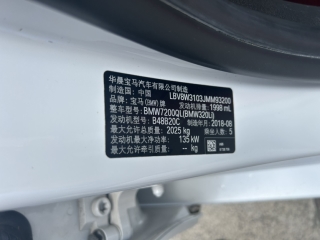 华晨宝马汽车有限公司制造
制造国：中国 LBV8W3103JMM93200
品牌：宝马(BMW)牌 发动机排量：1998 mL
整车型号：BMW7200QL(BMW320Li)
发动机型号：B48B20C 制造年月：2018-08
最大允许总质量：2025 kg 乘坐人数：5
发动机最大净功率：135 kW
最大允许牵引质量：-- kg